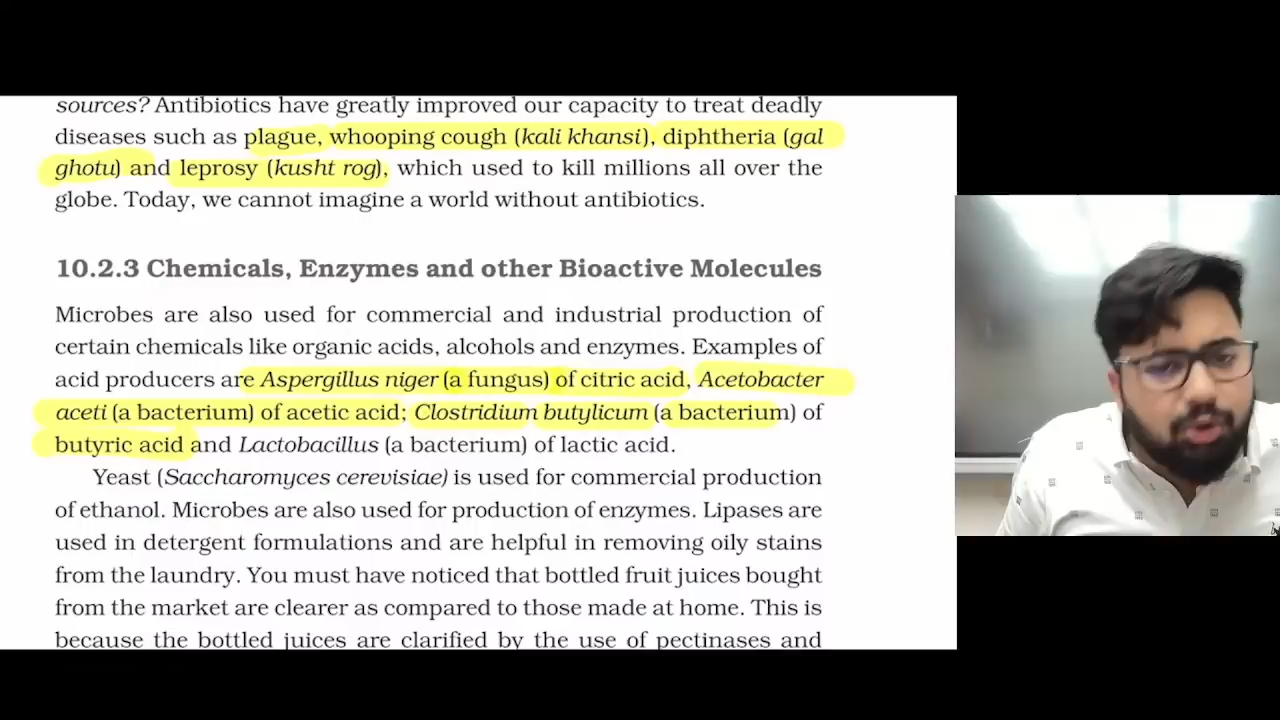 sources? Antibiotics have greatly improved our capacity to treat deadly
diseases such as plague, whooping cough (kali khansi), diphtheria (gal
ghotu) and leprosy (kusht rog), which used to kill millions all over the
globe. Today, we cannot imagine a world without antibiotics.
10.2.3 Chemicals, Enzymes and other Bioactive Molecules
Microbes are also used for commercial and industrial production of
certain chemicals like organic acids, alcohols and enzymes. Examples of
acid producers are Aspergillus niger (a fungus) of citric acid, Acetobacter
aceti (a bacterium) of acetic acid; Clostridium butylicum (a bacterium) of
butyric acid and Lactobacillus (a bacterium) of lactic acid.
Yeast (Saccharomyces cerevisiae) is used for commercial production
of ethanol. Microbes are also used for production of enzymes. Lipases are
used in detergent formulations and are helpful in removing oily stains
from the laundry. You must have noticed that bottled fruit juices bought
from the market are clearer as compared to those made at home. This is
because the bottled juices are clarified by the use of pectinases and